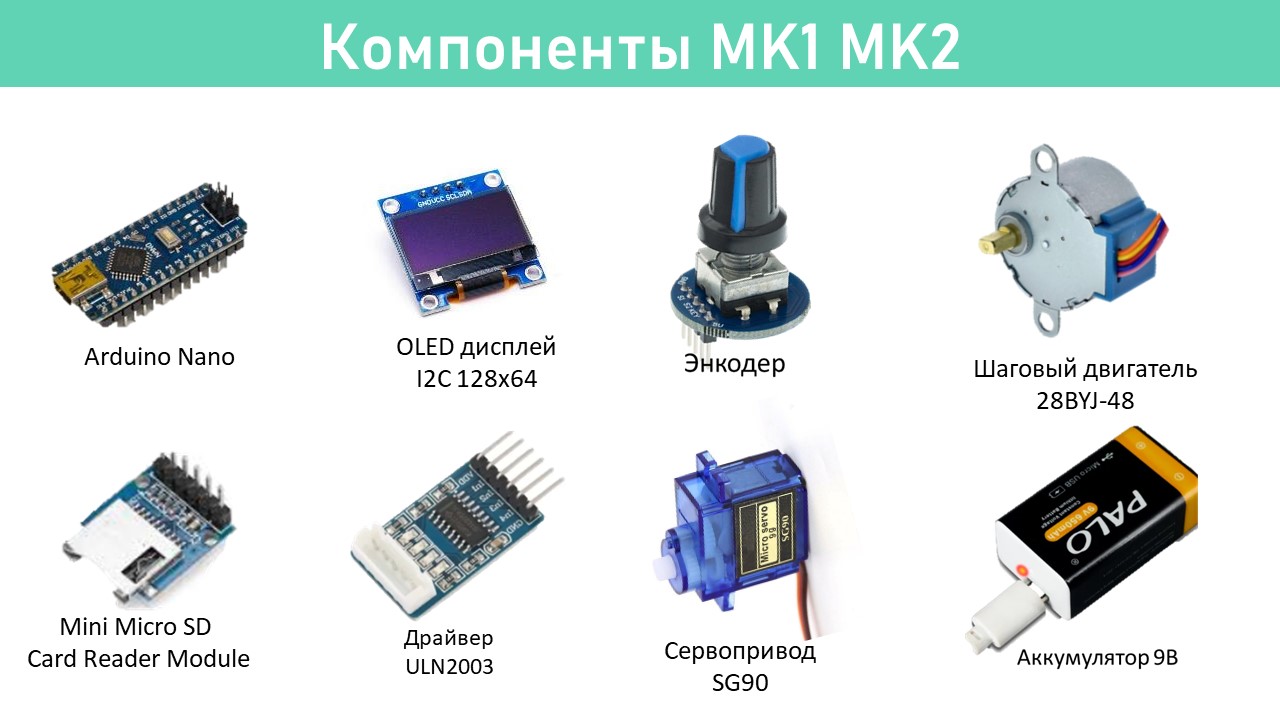 Компоненты МК1 МК2
GND VCC SCL SDA
Arduino Nano
OLED дисплей
I2C 128x64
Энкодер
Шаговый двигатель
28BYJ-48
Micro servo
9g
SG90
Micro USB
PALO
9V 650mAh
Mini Micro SD
Card Reader Module
Драйвер
ULN2003
Сервопривод
SG90
Аккумулятор 9В